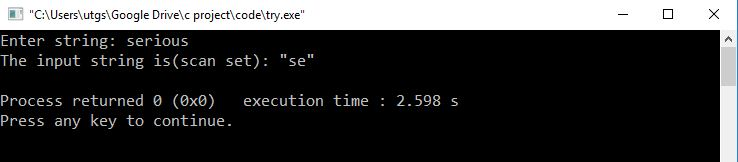 "C:\Users\utgs\Google Drive\c project\code\try.exe"
Enter string: serious
The input string is(scan set): "se"
Process returned 0 (0x0)   execution time : 2.598 s
Press any key to continue.